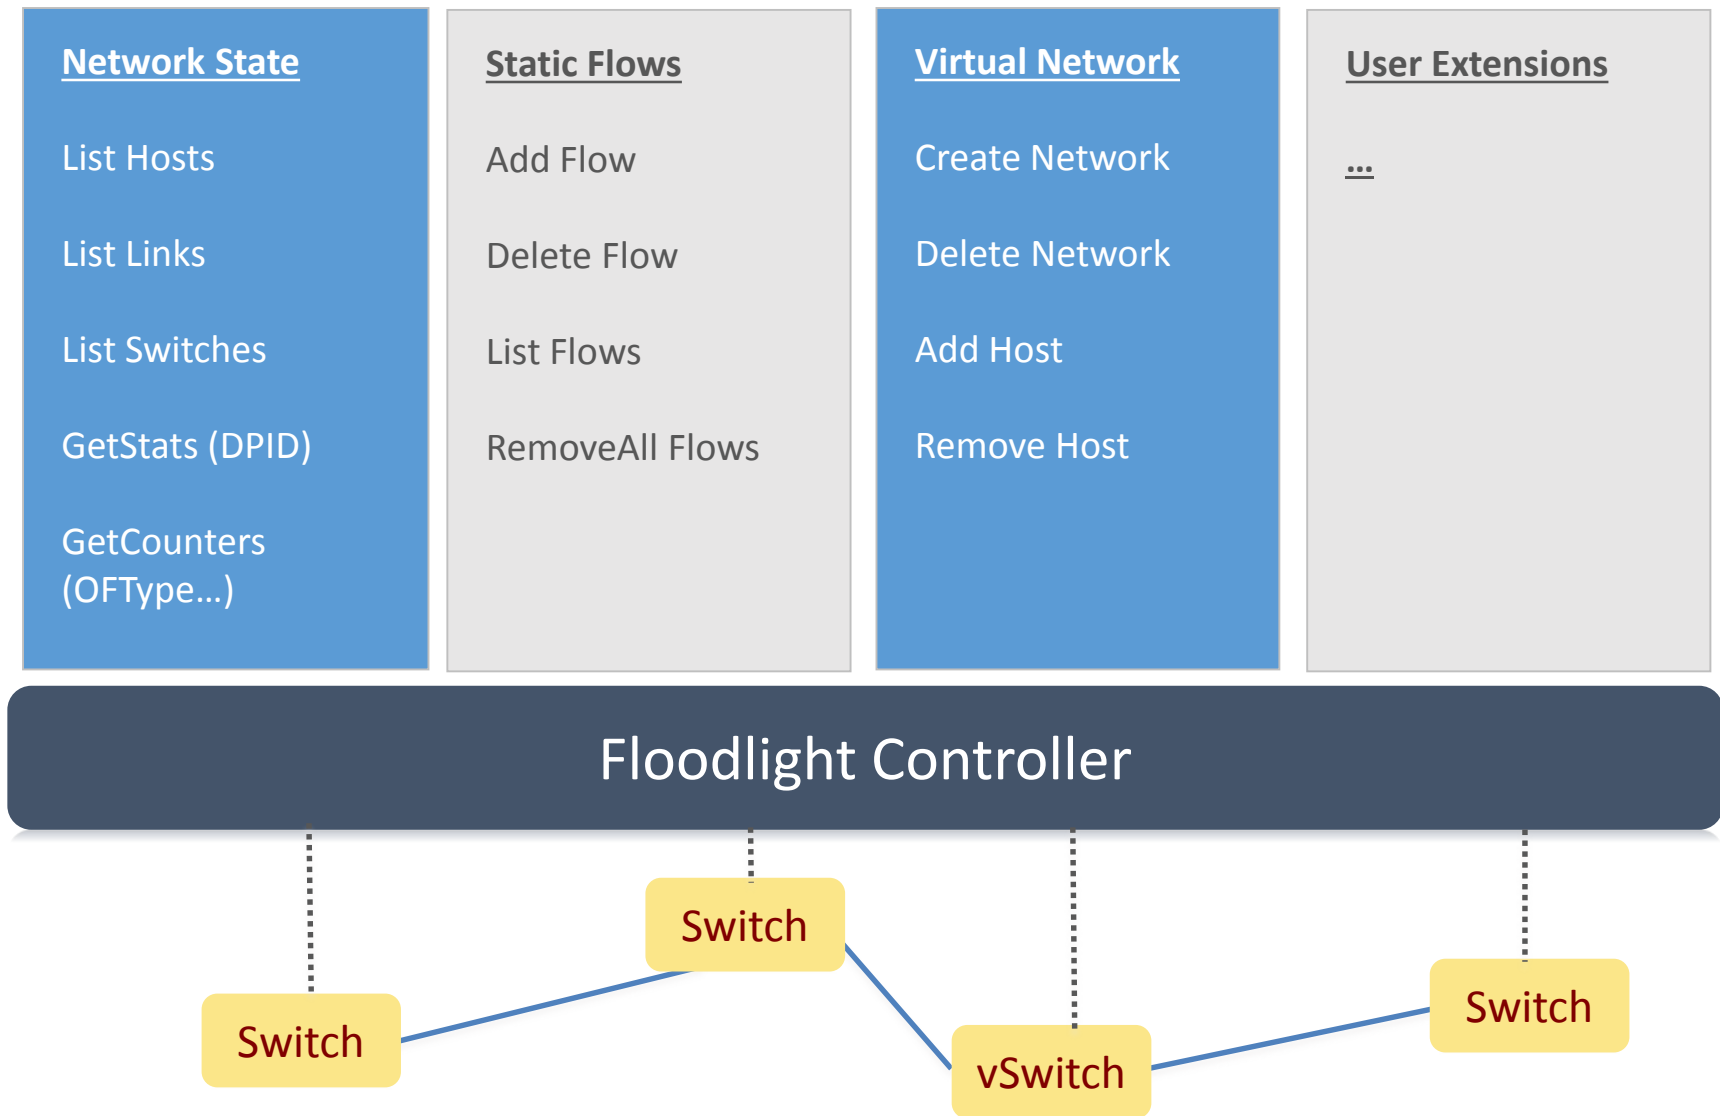 Network State
List Hosts
List Links
List Switches
GetStats (DPID)
GetCounters
(OFType...)
Static Flows
Add Flow
Delete Flow
List Flows
RemoveAll Flows
Virtual Network
Create Network
Delete Network
Add Host
Remove Host
User Extensions
...
Floodlight Controller
Switch
Switch
vSwitch
Switch